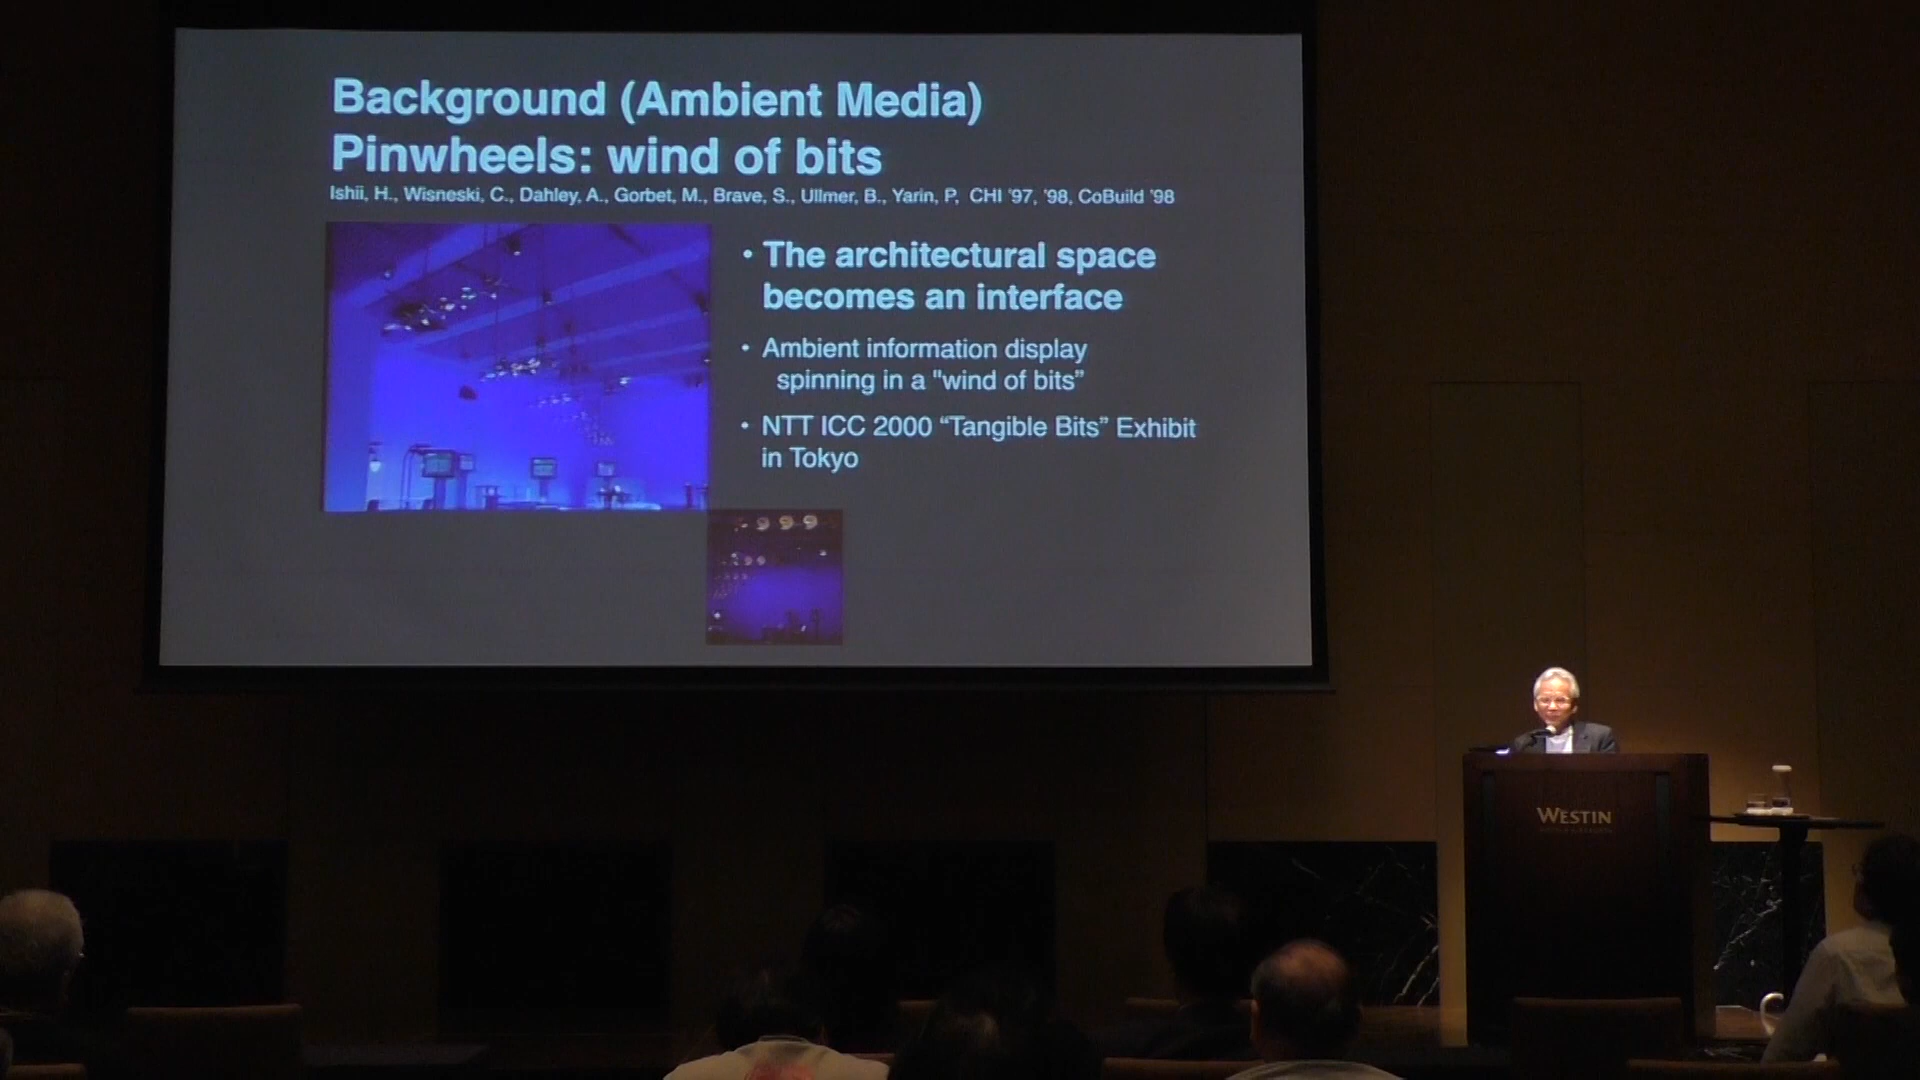 Background (Ambient Media)
Pinwheels: wind of bits
Ishii, H., Wisneski, C., Dahley, A., Gorbet, M., Brave, S., Ullmer, B., Yarin, P, CHI '97, '98, CoBuild '98
• The architectural space
becomes an interface
• Ambient information display
spinning in a "wind of bits”
• NTT ICC 2000 “Tangible Bits” Exhibit
in Tokyo
WESTIN